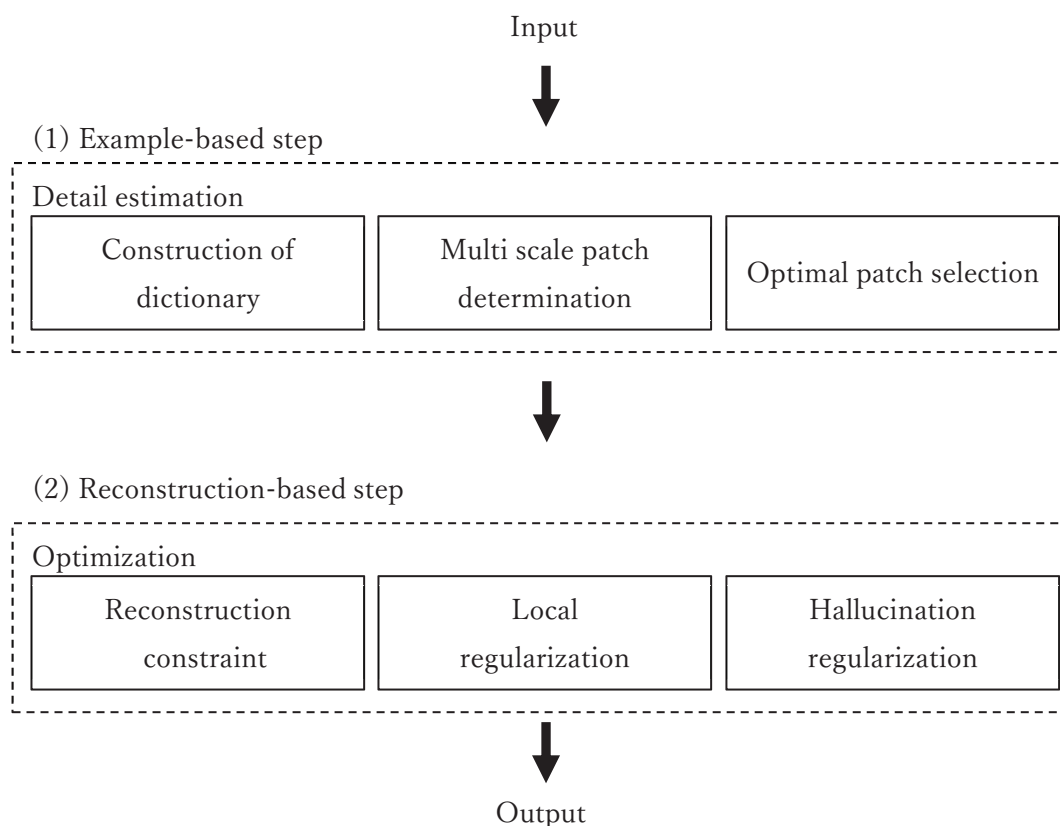 Input
(1) Example-based step
Detail estimation
Construction of
dictionary
Multi scale patch
determination
Optimal patch selection
(2) Reconstruction-based step
Optimization
Reconstruction
constraint
Local
regularization
Hallucination
regularization
Output